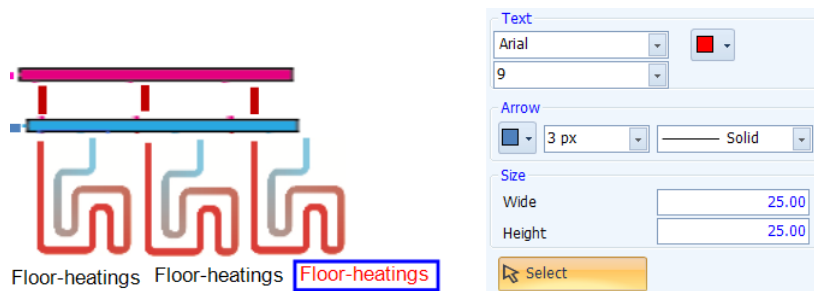 Floor-heatings Floor-heatings Floor-heatings
Text
Arial
9
Arrow
3 px Solid
Size
Wide 25.00
Height 25.00
Select